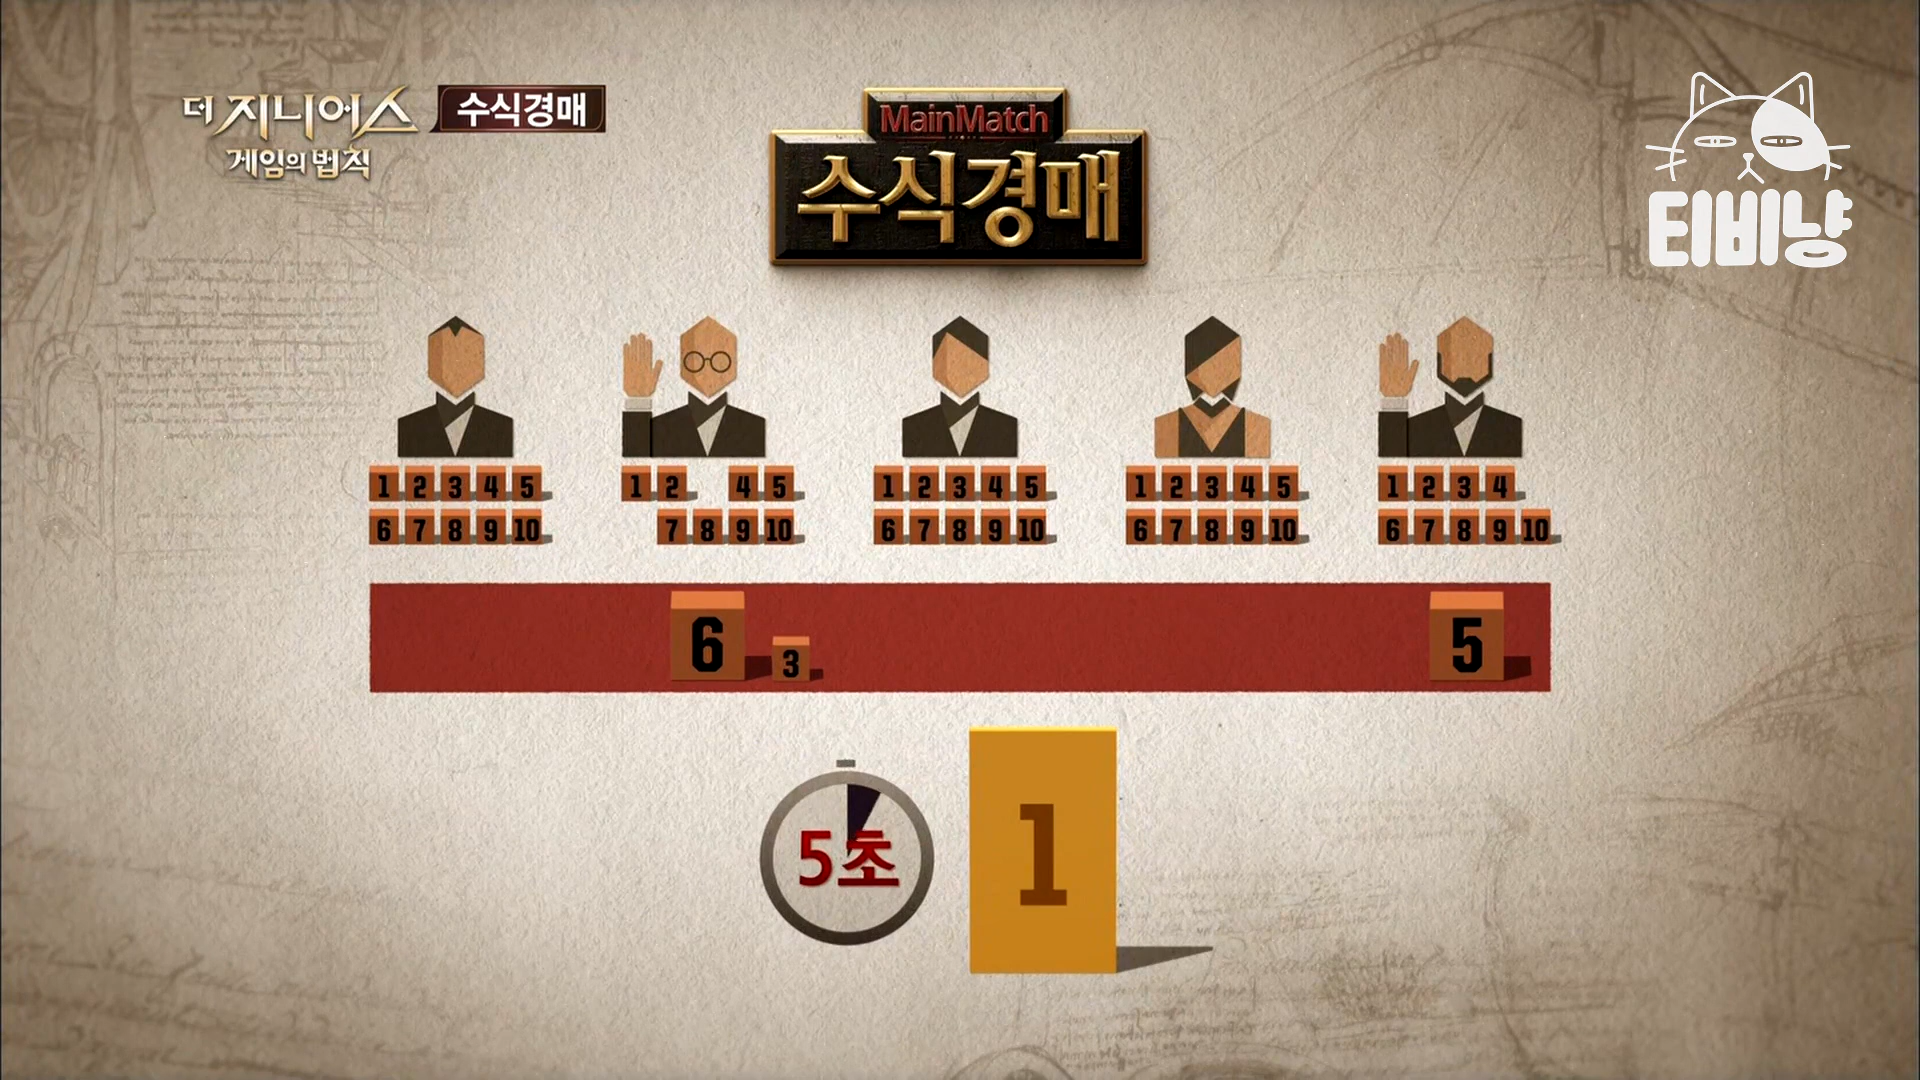 더 지니어스
게임의 법칙
수식경매
MainMatch
수식경매
티비냥
1 2 3 4 5
6 7 8 9 10
1 2 4 5
7 8 9 10
1 2 3 4 5
6 7 8 9 10
1 2 3 4 5
6 7 8 9 10
1 2 3 4
6 7 8 9 10
6 3 5
5초
1